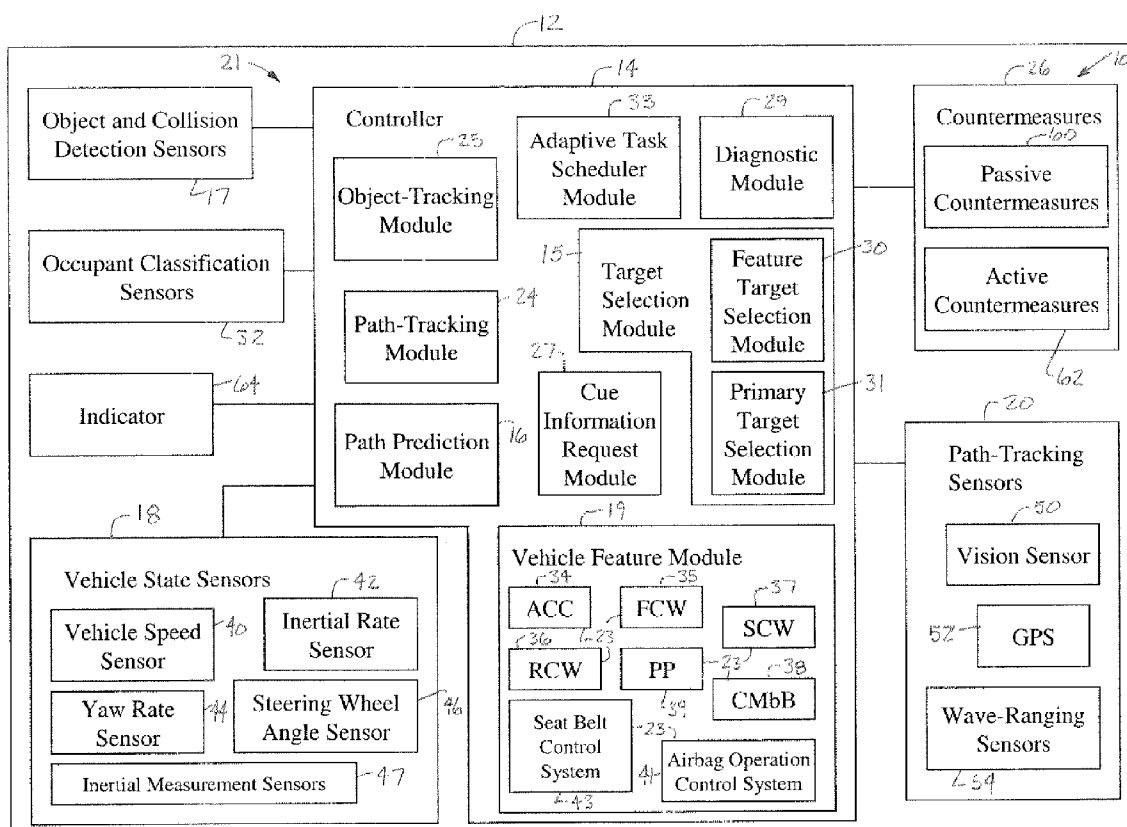 12
21
14
26
10
Object and Collision
Detection Sensors
17
Controller
25
Object-Tracking
Module
33
Adaptive Task
Scheduler
Module
29
Diagnostic
Module
Countermeasures
60
Passive
Countermeasures
Active
Countermeasures
62
Occupant Classification
Sensors
32
15
Target
Selection
Module
Feature
Target
Selection
Module
30
24
Path-Tracking
Module
Indicator
64
27
Cue
Information
Request
Module
Primary
Target
Selection
Module
31
Path Prediction
Module
16
20
Path-Tracking
Sensors
50
Vision Sensor
52
GPS
Wave-Ranging
Sensors
54
18
Vehicle State Sensors
Vehicle Speed
Sensor
40
42
Inertial Rate
Sensor
Yaw Rate
Sensor
44
Steering Wheel
Angle Sensor
46
Inertial Measurement Sensors
47
19
Vehicle Feature Module
34
ACC
35
FCW
37
SCW
36
23
RCW
PP
39
23
38
CMbB
Seat Belt
Control
System
43
23
41
Airbag Operation
Control System